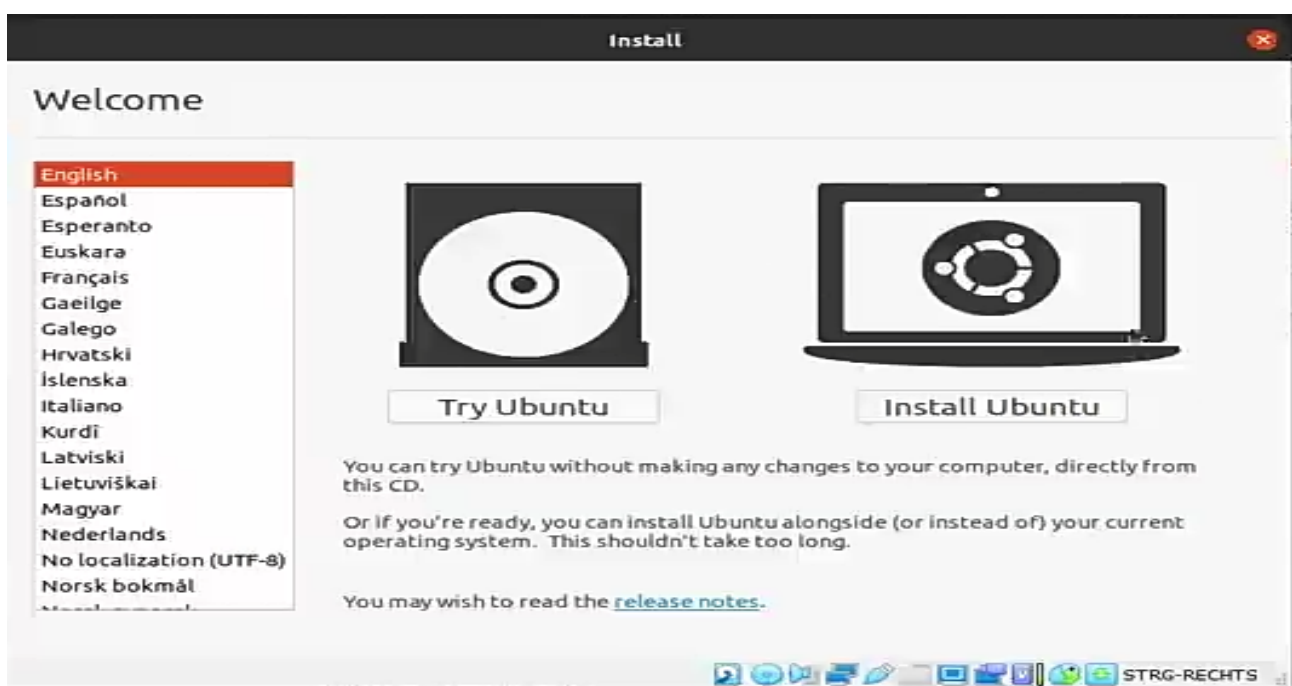 Install
Welcome
English
Español
Esperanto
Euskara
Français
Gaeilge
Galego
Hrvatski
Íslenska
Italiano
Kurdî
Latviski
Lietuviškai
Magyar
Nederlands
No localization (UTF-8)
Norsk bokmål
Try Ubuntu
Install Ubuntu
You can try Ubuntu without making any changes to your computer, directly from
this CD.
Or if you're ready, you can install Ubuntu alongside (or instead of) your current
operating system. This shouldn't take too long.
You may wish to read the release notes.
STRG-RECHTS